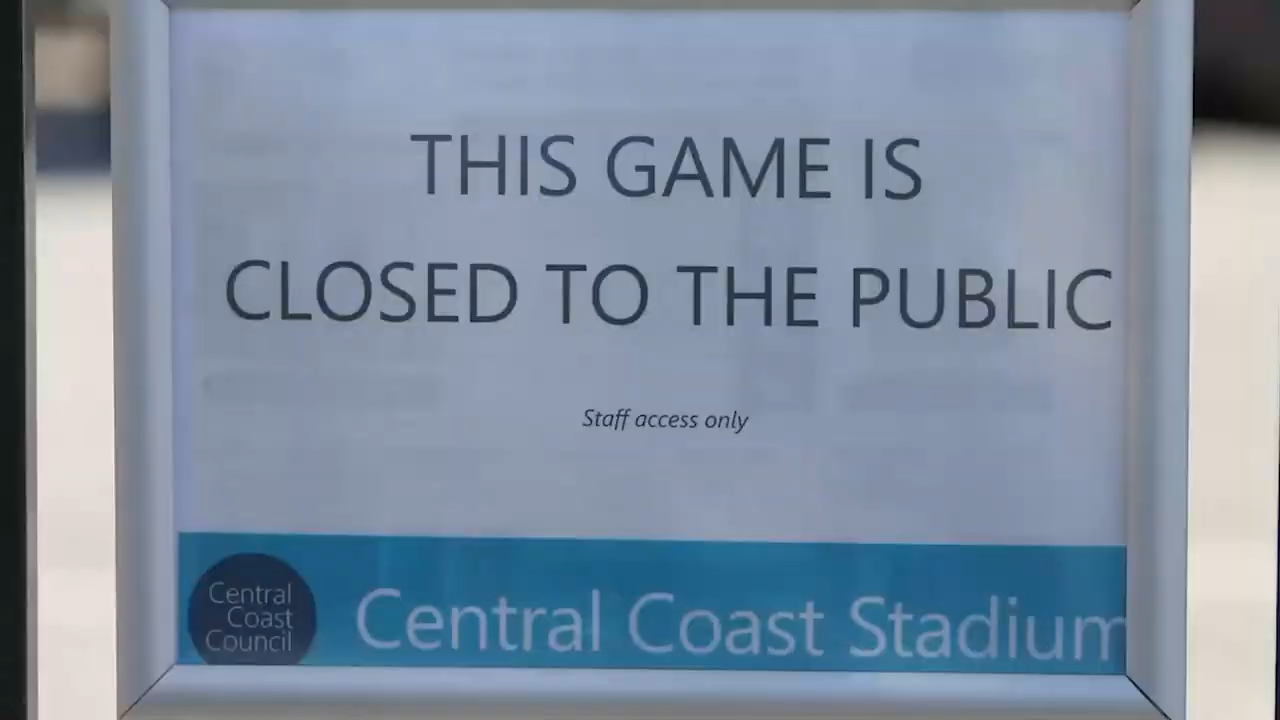 THIS GAME IS
CLOSED TO THE PUBLIC
Staff access only
Central
Coast
Council
Central Coast Stadium